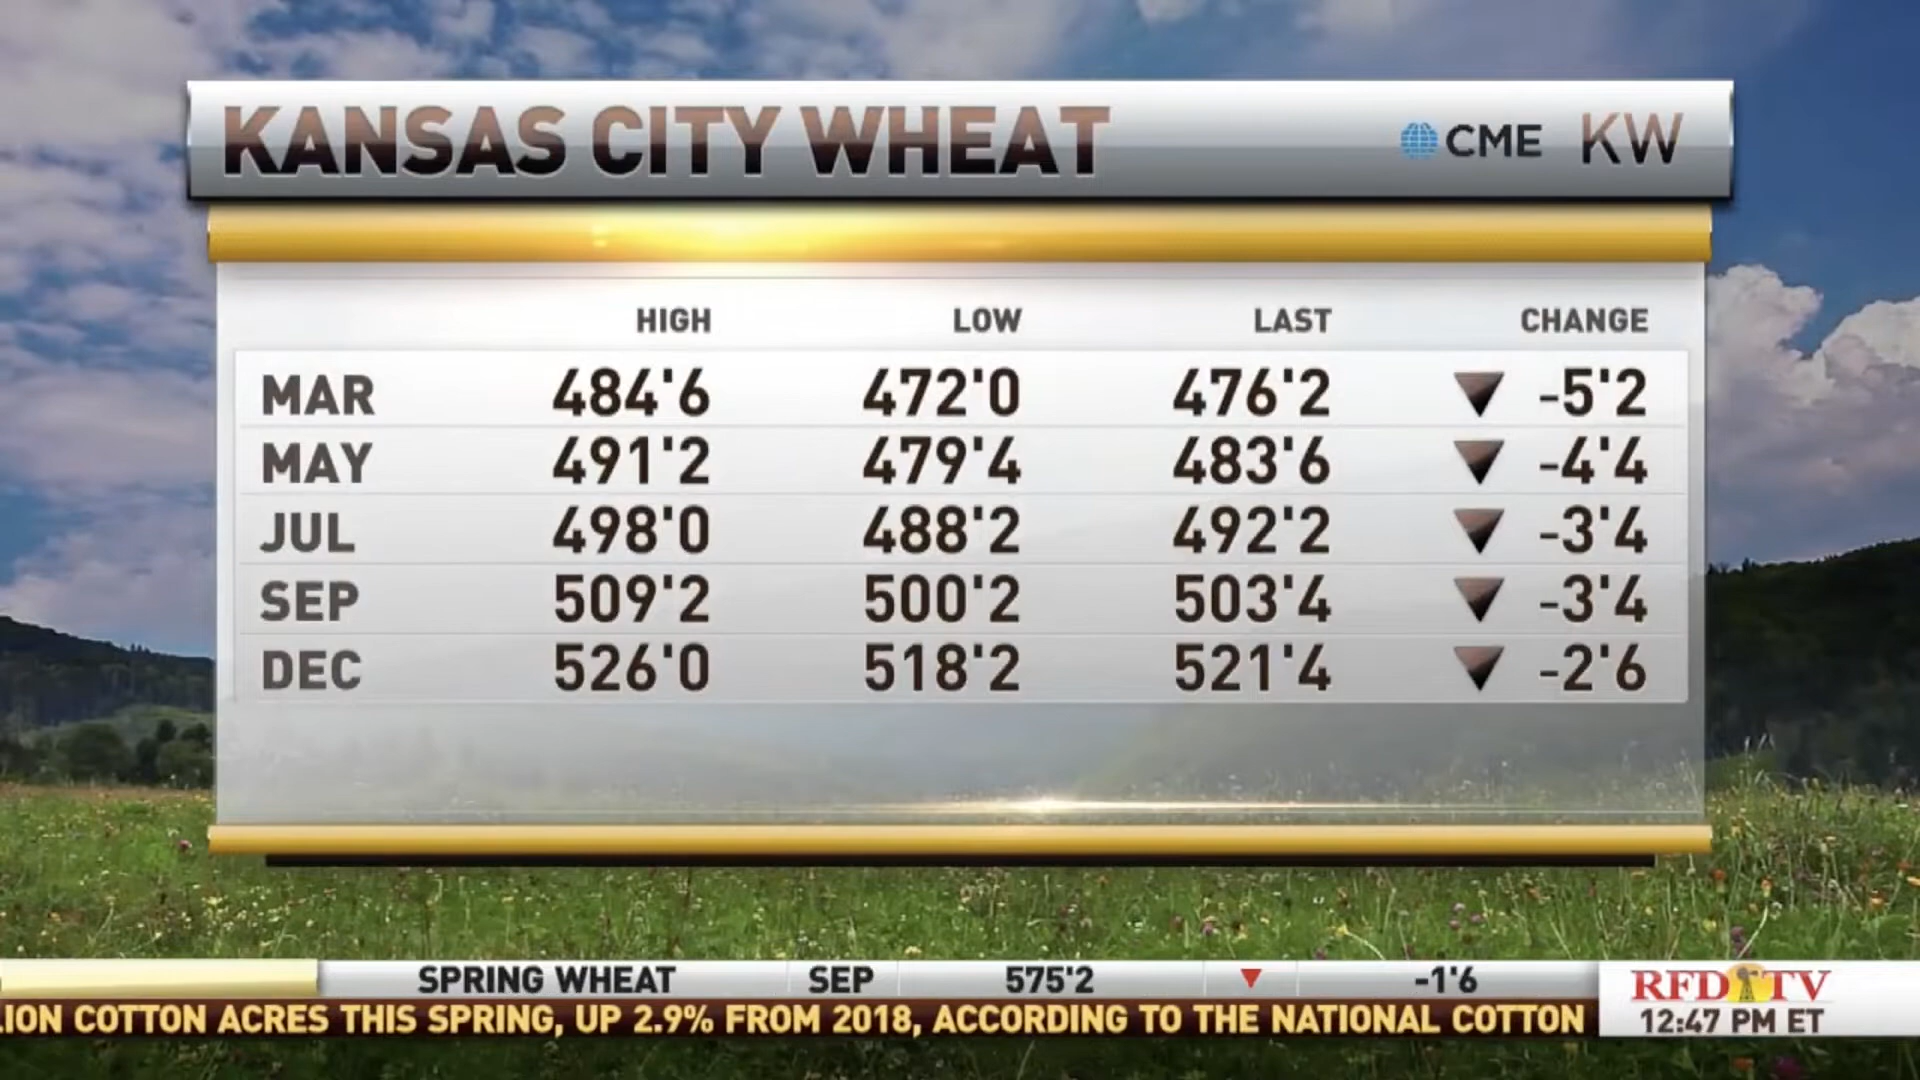 KANSAS CITY WHEAT CME KW
HIGH LOW LAST CHANGE
MAR 484'6 472'0 476'2 -5'2
MAY 491'2 479'4 483'6 -4'4
JUL 498'0 488'2 492'2 -3'4
SEP 509'2 500'2 503'4 -3'4
DEC 526'0 518'2 521'4 -2'6
SPRING WHEAT SEP 575'2 -1'6
LION COTTON ACRES THIS SPRING, UP 2.9% FROM 2018, ACCORDING TO THE NATIONAL COTTON
RFD TV
12:47 PM ET